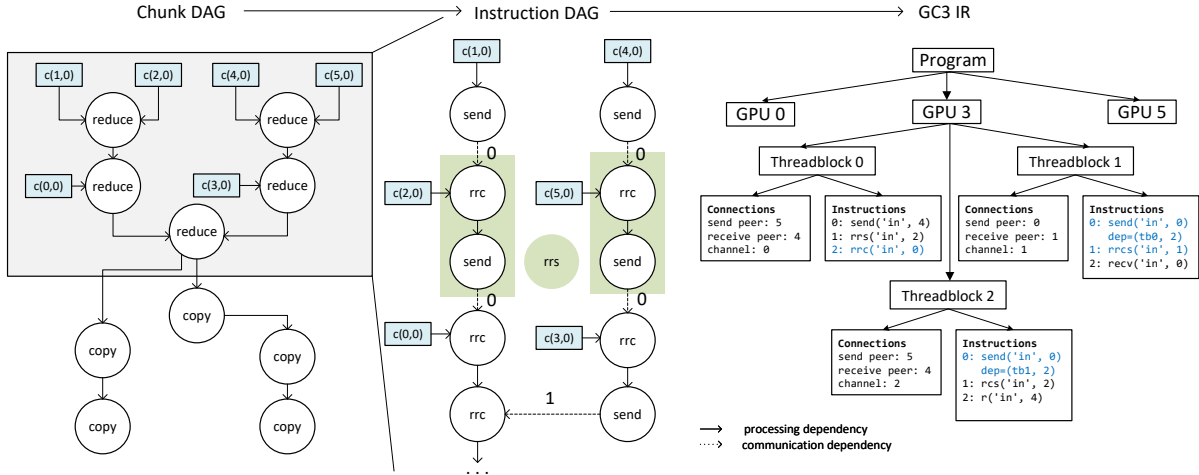 Chunk DAG
Instruction DAG
GC3 IR
c(1,0)
c(2,0)
c(4,0)
c(5,0)
reduce
reduce
c(0,0)
reduce
c(3,0)
reduce
reduce
copy
copy
copy
copy
copy
c(1,0)
c(4,0)
send
send
0
0
c(2,0)
rrc
c(5,0)
rrc
send
rrs
send
0
0
c(0,0)
rrc
c(3,0)
rrc
rrc
1
send
...
Program
GPU 0
GPU 3
GPU 5
Threadblock 0
Threadblock 1
Connections
send peer: 5
receive peer: 4
channel: 0
Instructions
0: send('in', 4)
1: rrs('in', 2)
2: rrc('in', 0)
Connections
send peer: 0
receive peer: 1
channel: 1
Instructions
0: send('in', 0)
dep=(tb0, 2)
1: rrcs('in', 1)
2: recv('in', 0)
Threadblock 2
Connections
send peer: 5
receive peer: 4
channel: 2
Instructions
0: send('in', 0)
dep=(tb1, 2)
1: rcs('in', 2)
2: r('in', 4)
processing dependency
communication dependency